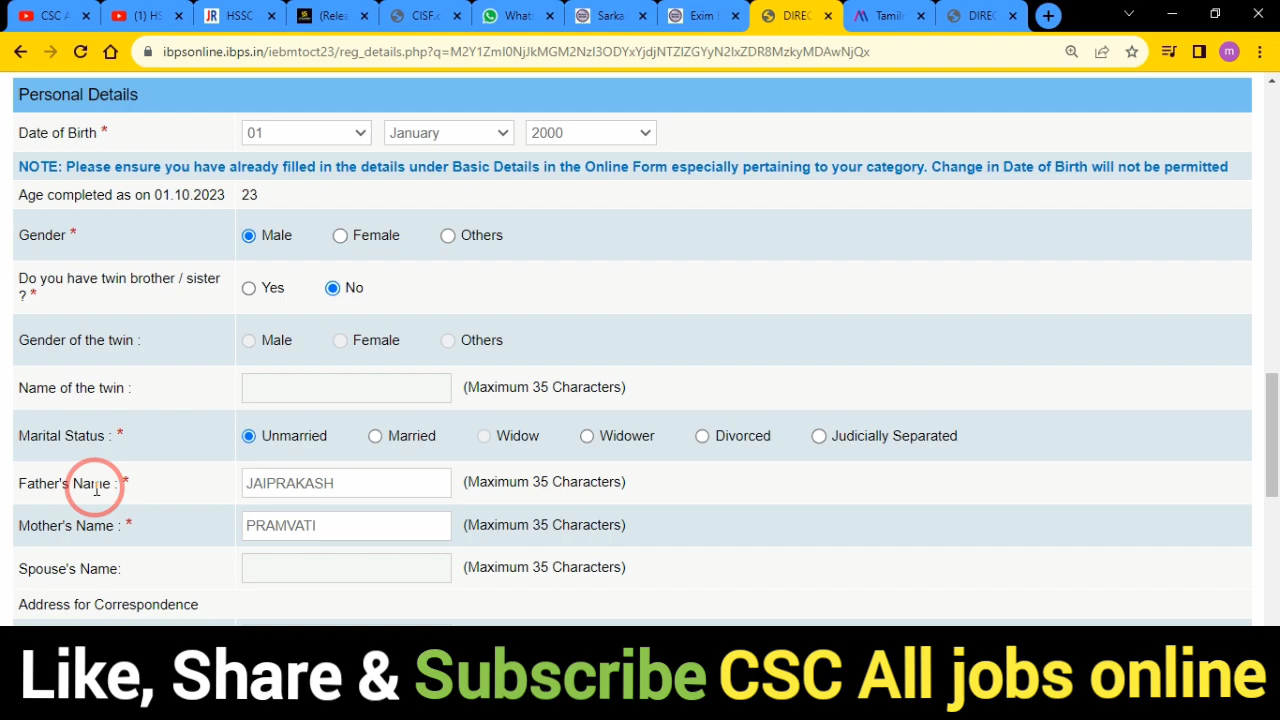 CSC A
(1) HS
HSSC
(Rele
CISF.c
Whats
Sarka
Exim B
DIREC
Tamiln
DIREC
ibpsonline.ibps.in/iebmtoct23/reg_details.php?q=M2Y1ZmI0NjJkMGM2NzI3ODYxYjdjNTZlZGYyN2IxZDR8MzkyMDAwNjQx
m
Personal Details
Date of Birth * 01 January 2000
NOTE: Please ensure you have already filled in the details under Basic Details in the Online Form especially pertaining to your category. Change in Date of Birth will not be permitted
Age completed as on 01.10.2023 23
Gender * Male Female Others
Do you have twin brother / sister
? * Yes No
Gender of the twin : Male Female Others
Name of the twin : (Maximum 35 Characters)
Marital Status : * Unmarried Married Widow Widower Divorced Judicially Separated
Father's Name : * JAIPRAKASH (Maximum 35 Characters)
Mother's Name : * PRAMVATI (Maximum 35 Characters)
Spouse's Name: (Maximum 35 Characters)
Address for Correspondence
Like, Share & Subscribe CSC All jobs online